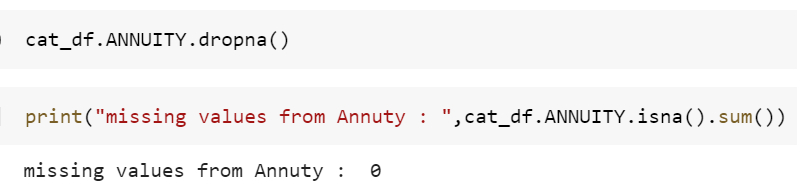 cat_df.ANNUITY.dropna()
print("missing values from Annuty : ",cat_df.ANNUITY.isna().sum())
missing values from Annuty :  0